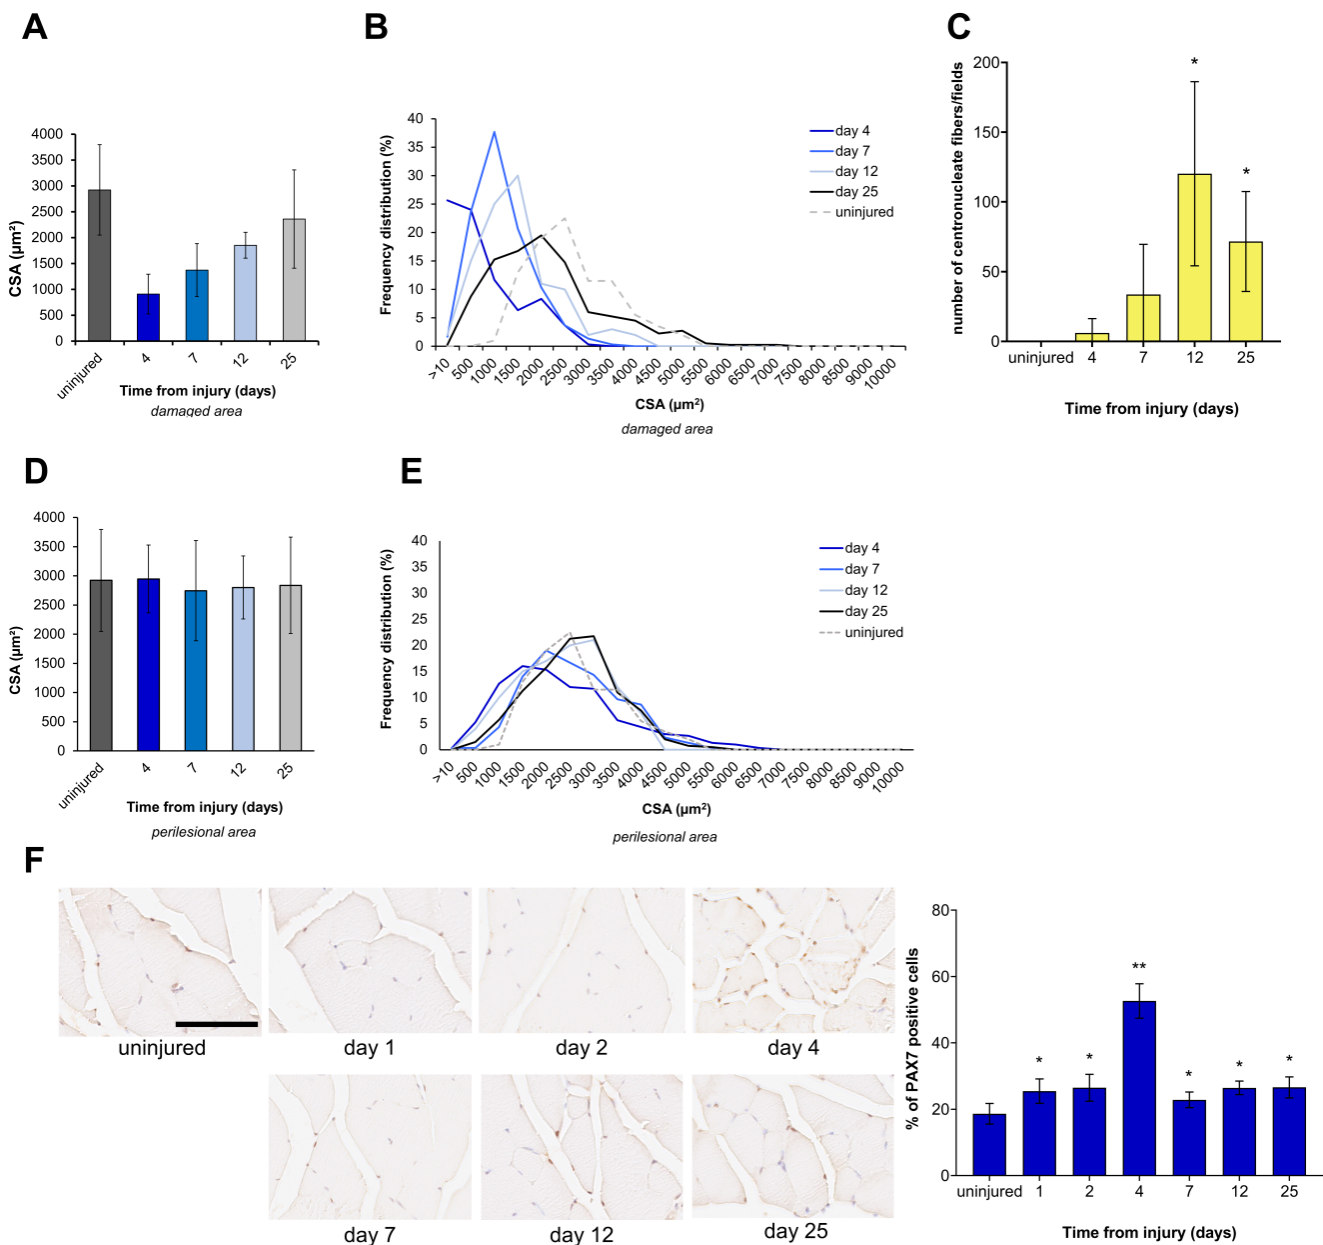 A
CSA (µm²)
4000
3500
3000
2500
2000
1500
1000
500
0
uninjured
4
7
12
25
Time from injury (days)
damaged area
B
Frequency distribution (%)
40
35
30
25
20
15
10
5
0
day 4
day 7
day 12
day 25
uninjured
>10
500
1000
1500
2000
2500
3000
3500
4000
4500
5000
5500
6000
6500
7000
7500
8000
8500
9000
9500
10000
CSA (µm²)
damaged area
C
number of centronucleate fibers/fields
200
150
100
50
0
*
*
uninjured
4
7
12
25
Time from injury (days)
D
CSA (µm²)
4000
3500
3000
2500
2000
1500
1000
500
0
uninjured
4
7
12
25
Time from injury (days)
perilesional area
E
Frequency distribution (%)
40
35
30
25
20
15
10
5
0
day 4
day 7
day 12
day 25
uninjured
>10
500
1000
1500
2000
2500
3000
3500
4000
4500
5000
5500
6000
6500
7000
7500
8000
8500
9000
9500
10000
CSA (µm²)
perilesional area
F
uninjured
day 1
day 2
day 4
day 7
day 12
day 25
% of PAX7 positive cells
80
60
40
20
0
*
*
**
*
*
*
uninjured
1
2
4
7
12
25
Time from injury (days)